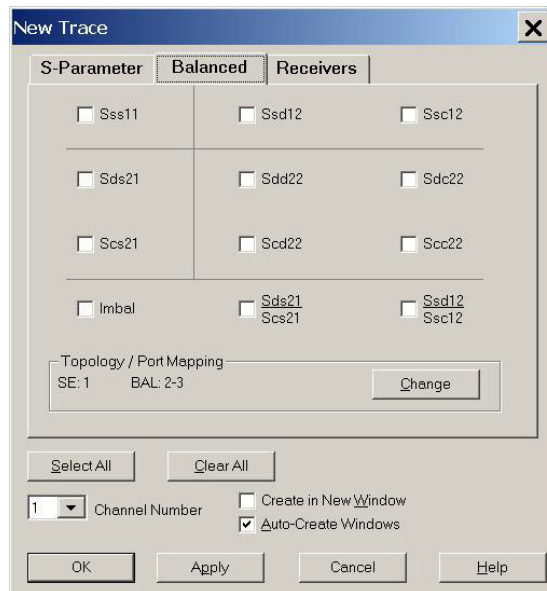 New Trace
S-Parameter Balanced Receivers
Sss11 Ssd12 Ssc12
Sds21 Sdd22 Sdc22
Scs21 Scd22 Scc22
Imbal Sds21 Ssd12
Scs21 Ssc12
Topology / Port Mapping
SE: 1 BAL: 2-3 Change
Select All Clear All
1 Channel Number Create in New Window
Auto-Create Windows
OK Apply Cancel Help